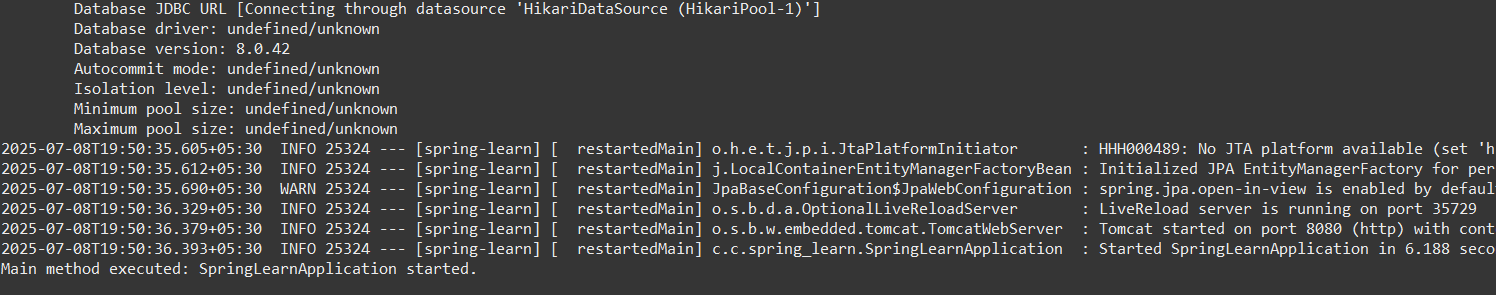 Database JDBC URL [Connecting through datasource 'HikariDataSource (HikariPool-1)']
Database driver: undefined/unknown
Database version: 8.0.42
Autocommit mode: undefined/unknown
Isolation level: undefined/unknown
Minimum pool size: undefined/unknown
Maximum pool size: undefined/unknown
2025-07-08T19:50:35.605+05:30  INFO 25324 --- [spring-learn] [  restartedMain] o.h.e.t.j.p.i.JtaPlatformInitiator       : HHH000489: No JTA platform available (set 'h
2025-07-08T19:50:35.612+05:30  INFO 25324 --- [spring-learn] [  restartedMain] j.LocalContainerEntityManagerFactoryBean : Initialized JPA EntityManagerFactory for per
2025-07-08T19:50:35.690+05:30  WARN 25324 --- [spring-learn] [  restartedMain] JpaBaseConfiguration$JpaWebConfiguration : spring.jpa.open-in-view is enabled by defaul
2025-07-08T19:50:36.329+05:30  INFO 25324 --- [spring-learn] [  restartedMain] o.s.b.d.a.OptionalLiveReloadServer       : LiveReload server is running on port 35729
2025-07-08T19:50:36.379+05:30  INFO 25324 --- [spring-learn] [  restartedMain] o.s.b.w.embedded.tomcat.TomcatWebServer  : Tomcat started on port 8080 (http) with cont
2025-07-08T19:50:36.393+05:30  INFO 25324 --- [spring-learn] [  restartedMain] c.c.spring_learn.SpringLearnApplication  : Started SpringLearnApplication in 6.188 seco
Main method executed: SpringLearnApplication started.